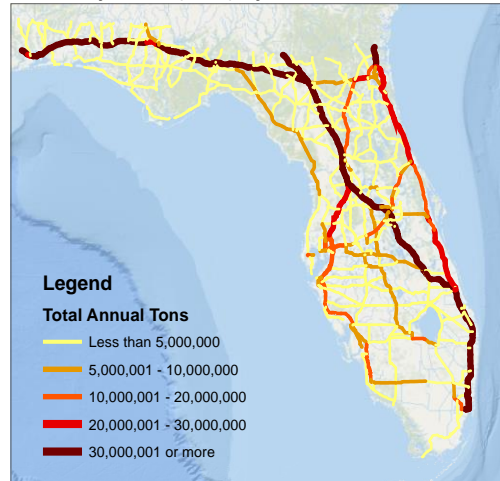 Legend
Total Annual Tons
Less than 5,000,000
5,000,001 - 10,000,000
10,000,001 - 20,000,000
20,000,001 - 30,000,000
30,000,001 or more